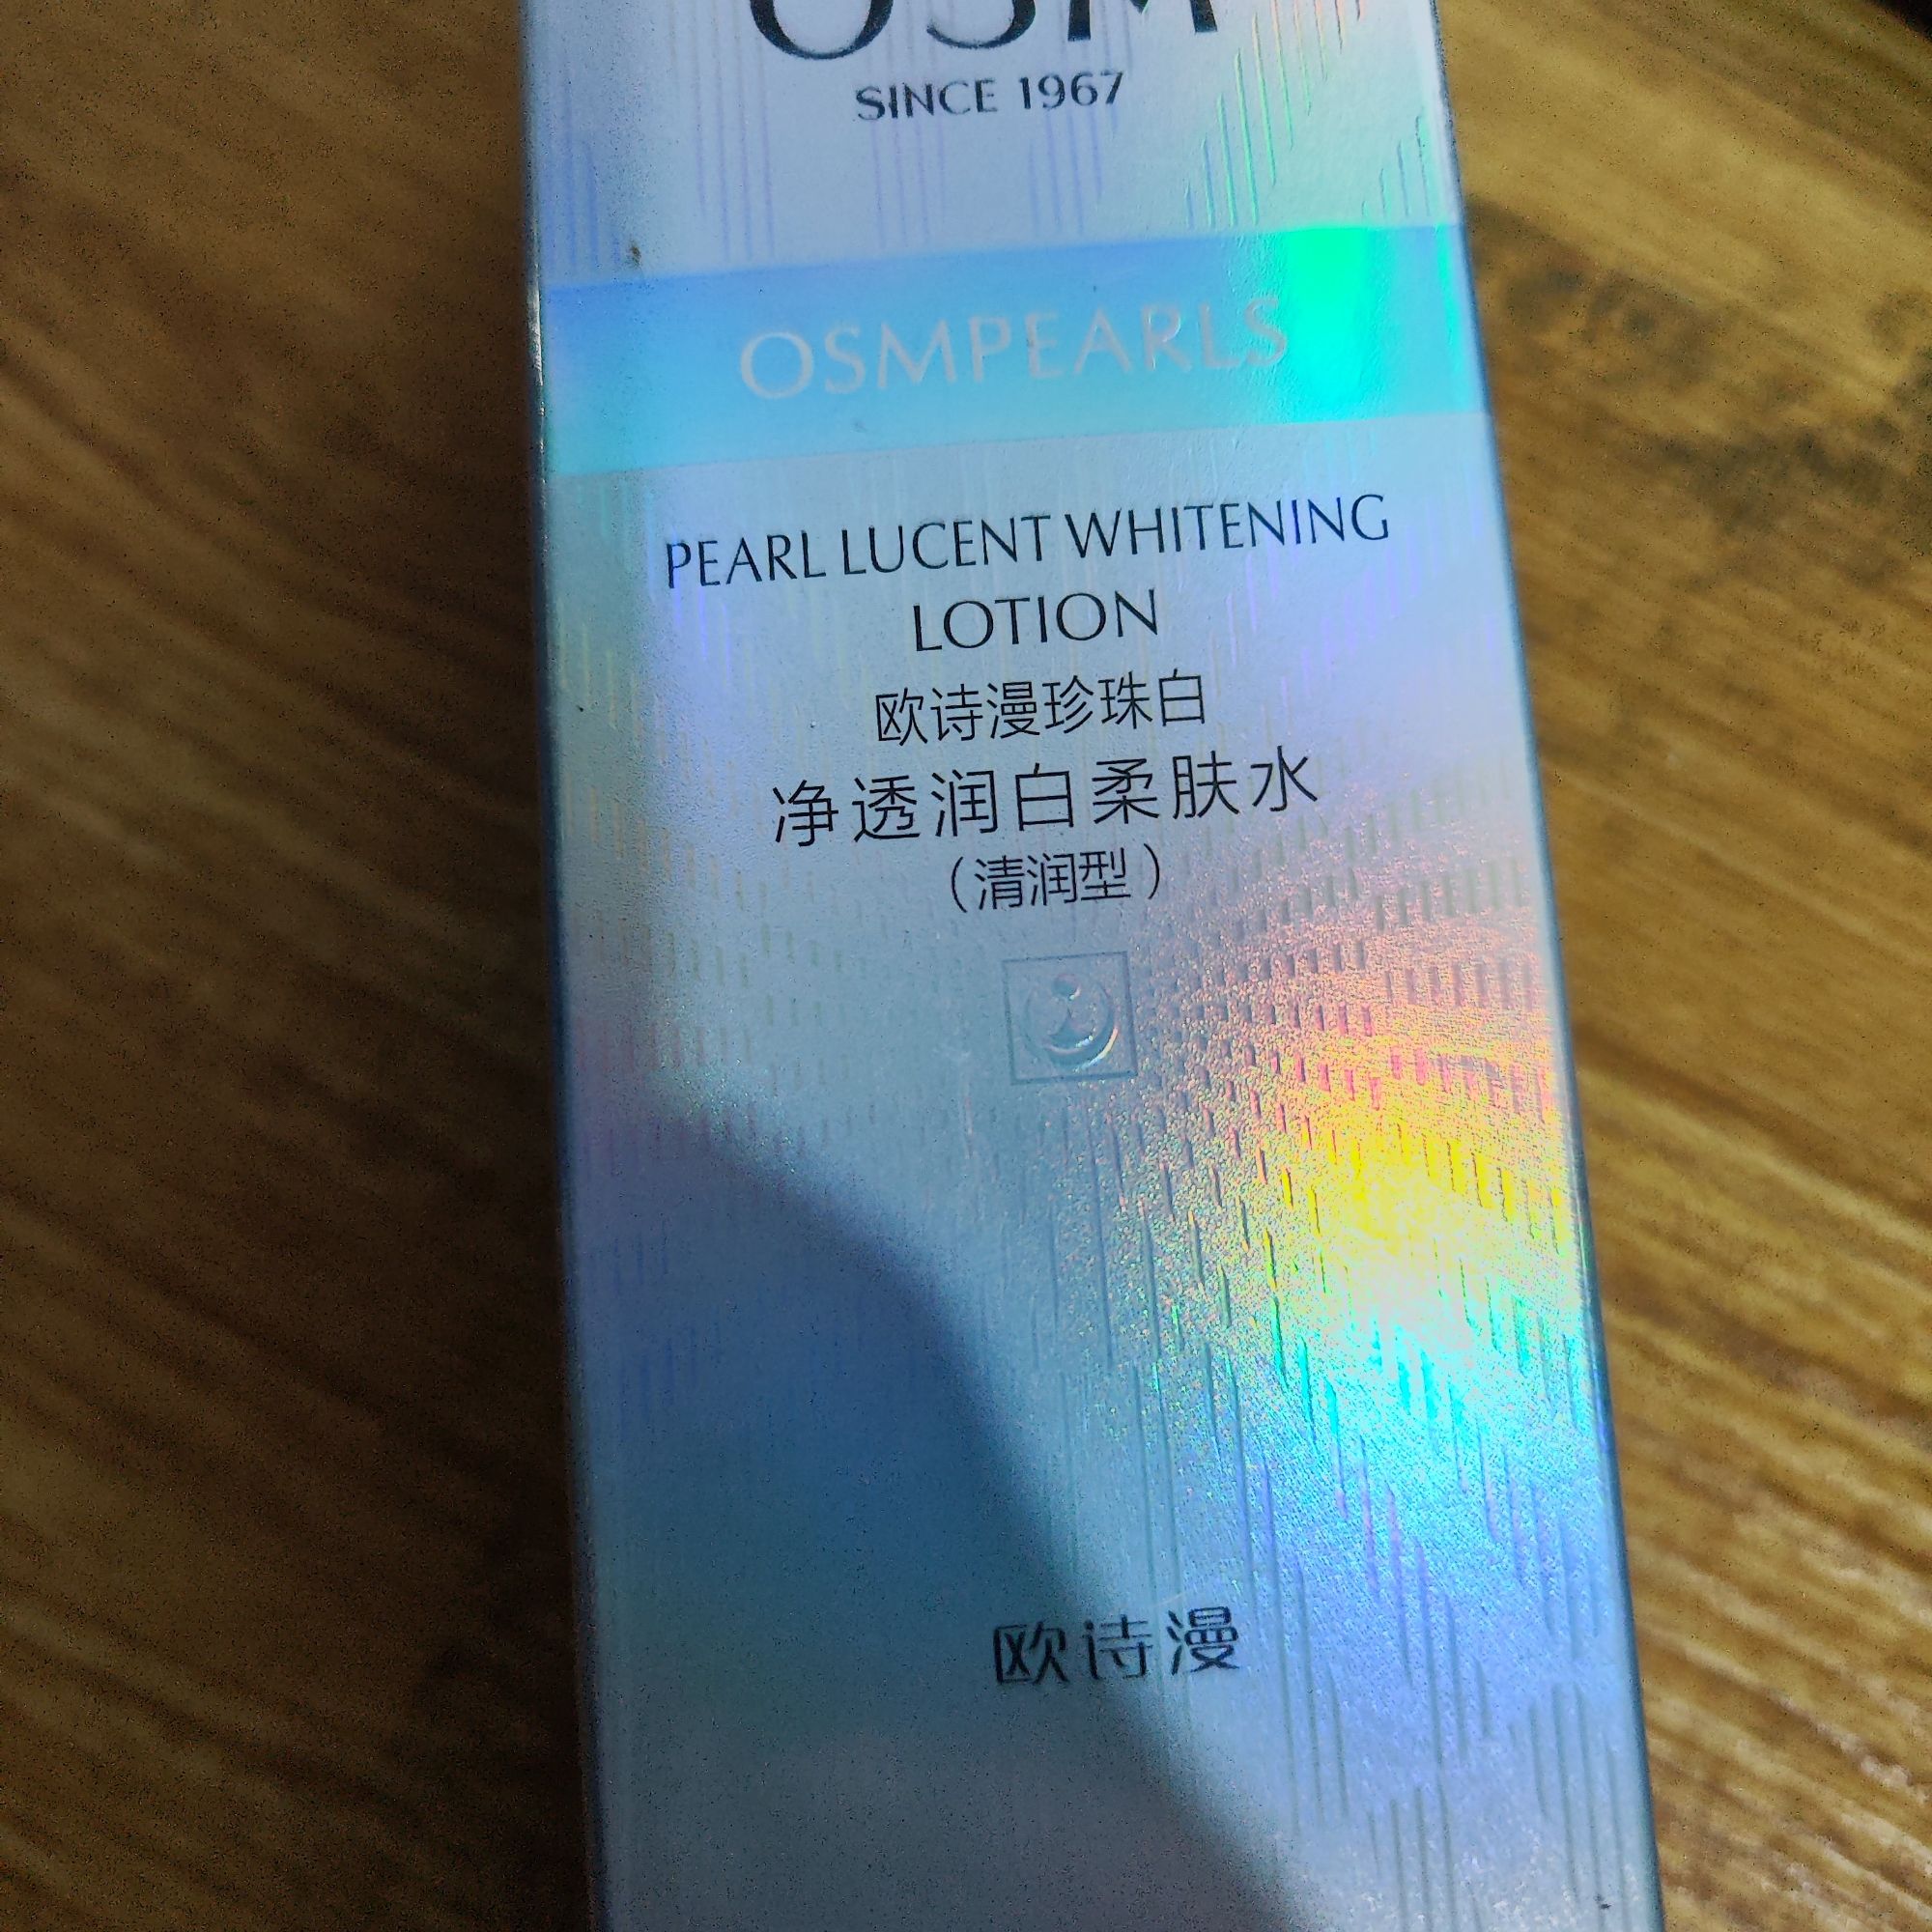 OSM
SINCE 1967
OSMPEARLS
PEARL LUCENT WHITENING
LOTION
欧诗漫珍珠白
净透润白柔肤水
（清润型）
欧诗漫